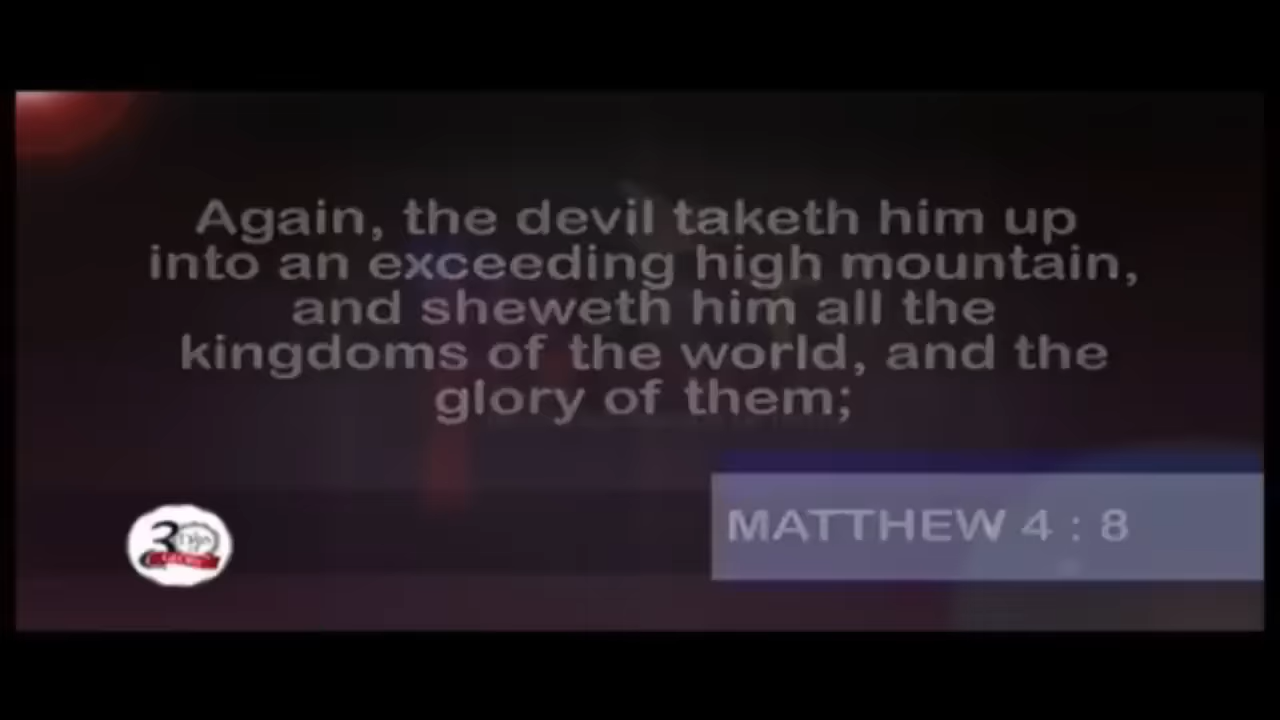 Again, the devil taketh him up
into an exceeding high mountain,
and sheweth him all the
kingdoms of the world, and the
glory of them;
MATTHEW 4 : 8
3